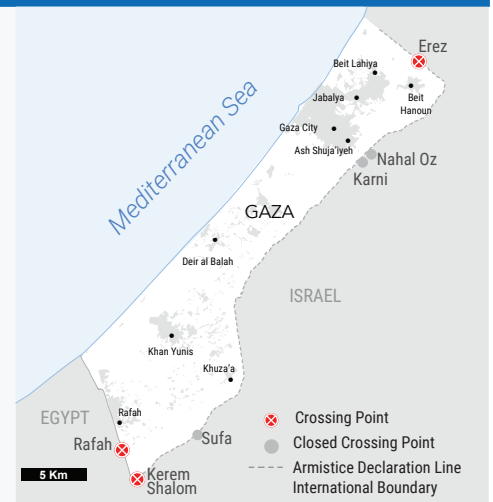 Erez
Beit Lahiya
Jabalya
Beit
Hanoun
Gaza City
Ash Shuja'iyeh
Nahal Oz
Karni
Mediterranean Sea
GAZA
Deir al Balah
ISRAEL
Khan Yunis
Khuza'a
EGYPT
Rafah
Rafah
Sufa
Kerem
Shalom
5 Km
Crossing Point
Closed Crossing Point
Armistice Declaration Line
International Boundary